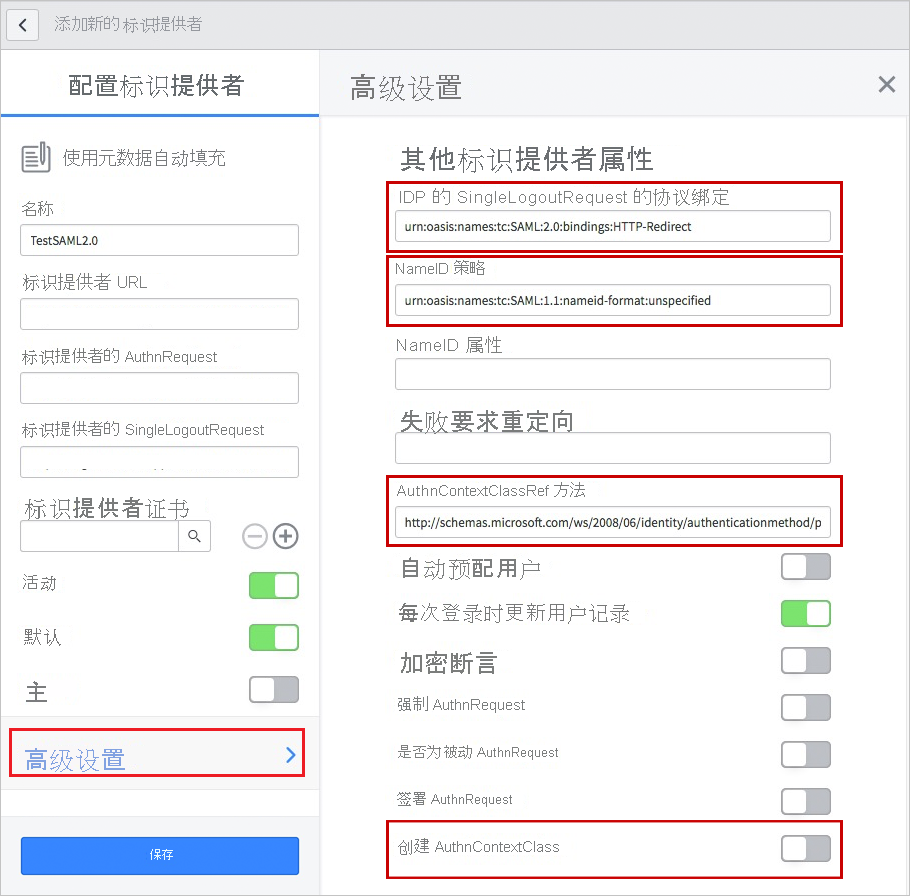 添加新的标识提供者
配置标识提供者
使用元数据自动填充
名称
TestSAML2.0
标识提供者 URL
标识提供者的 AuthnRequest
标识提供者的 SingleLogoutRequest
标识提供者证书
活动
默认
主
高级设置
保存
高级设置
其他标识提供者属性
IDP 的 SingleLogoutRequest 的协议绑定
urn:oasis:names:tc:SAML:2.0:bindings:HTTP-Redirect
NameID 策略
urn:oasis:names:tc:SAML:1.1:nameid-format:unspecified
NameID 属性
失败要求重定向
AuthnContextClassRef 方法
http://schemas.microsoft.com/ws/2008/06/identity/authenticationmethod/p
自动预配用户
每次登录时更新用户记录
加密断言
强制 AuthnRequest
是否为被动 AuthnRequest
签署 AuthnRequest
创建 AuthnContextClass